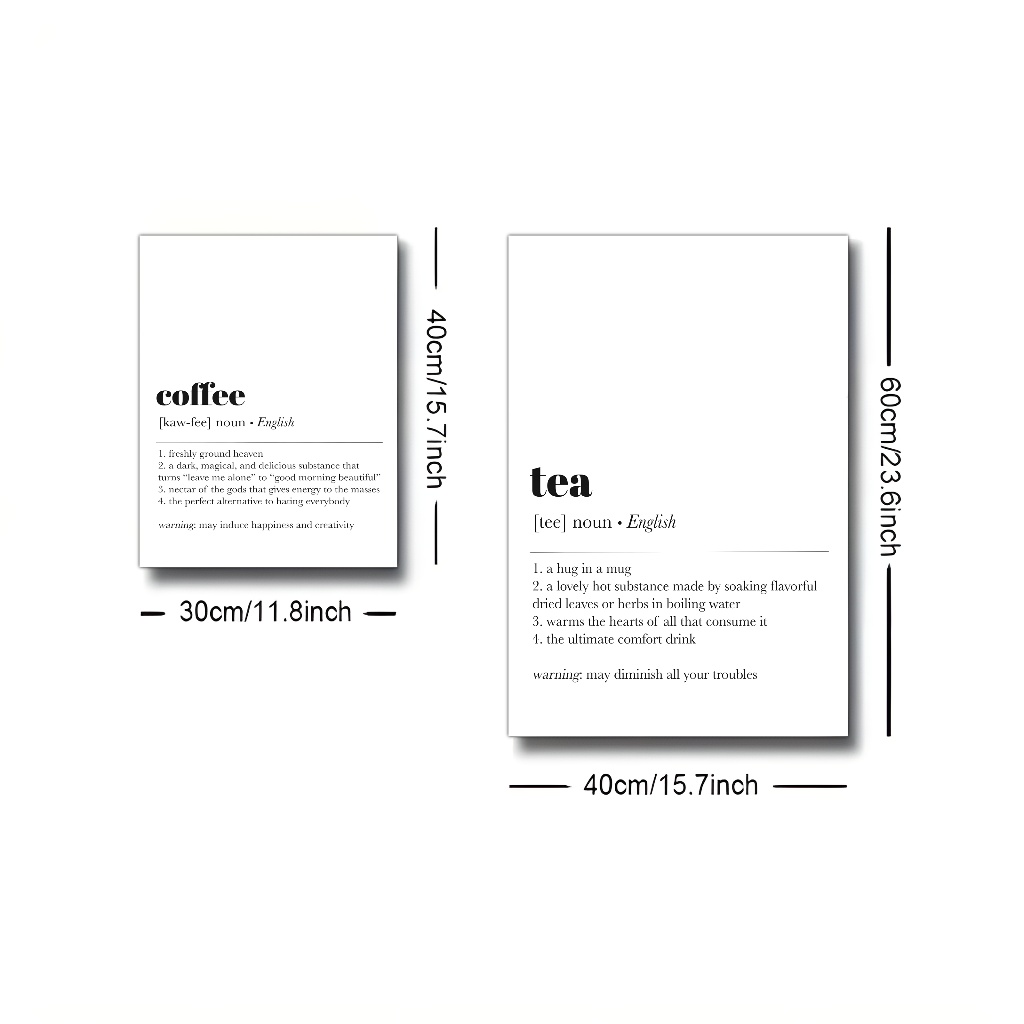 coffee
[kaw-fee] noun • English
1. freshly ground heaven
2. a dark, magical, and delicious substance that
turns “leave me alone” to “good morning beautiful”
3. nectar of the gods that gives energy to the masses
4. the perfect alternative to hating everybody
warning: may induce happiness and creativity
40cm/15.7inch
30cm/11.8inch
tea
[tee] noun • English
1. a hug in a mug
2. a lovely hot substance made by soaking flavorful
dried leaves or herbs in boiling water
3. warms the hearts of all that consume it
4. the ultimate comfort drink
warning: may diminish all your troubles
60cm/23.6inch
40cm/15.7inch